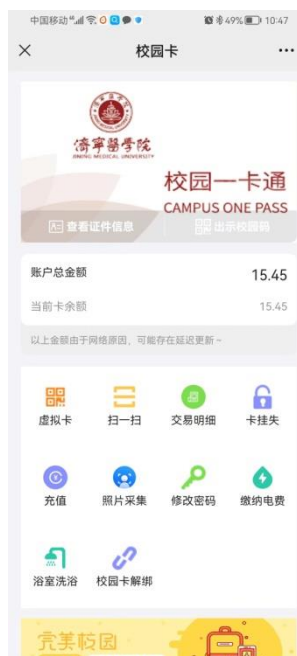 中国移动 49% 10:47
校园卡
濟寧醫學院
JINING MEDICAL UNIVERSITY
校园一卡通
CAMPUS ONE PASS
查看证件信息 出示校园码
账户总金额 15.45
当前卡余额 15.45
以上金额由于网络原因，可能存在延迟更新~
虚拟卡 扫一扫 交易明细 卡挂失
充值 照片采集 修改密码 缴纳电费
浴室洗浴 校园卡解绑
完美校园